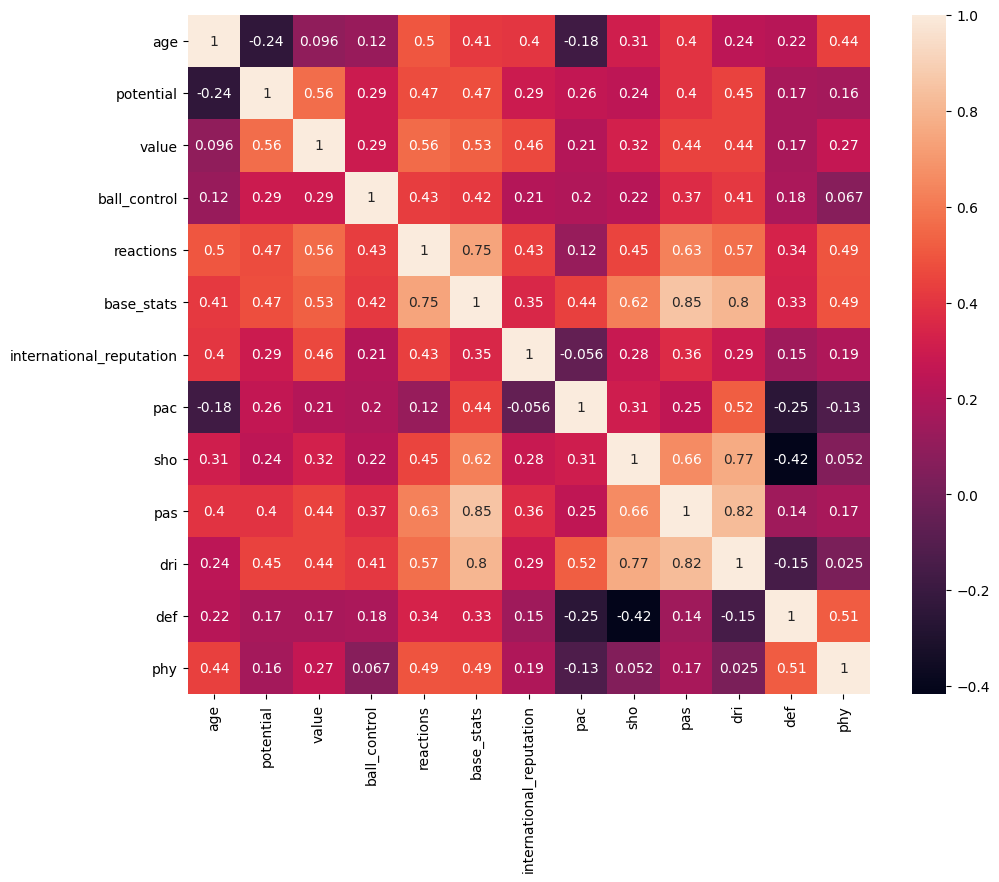 age 1 -0.24 0.096 0.12 0.5 0.41 0.4 -0.18 0.31 0.4 0.24 0.22 0.44
potential -0.24 1 0.56 0.29 0.47 0.47 0.29 0.26 0.24 0.4 0.45 0.17 0.16
value 0.096 0.56 1 0.29 0.56 0.53 0.46 0.21 0.32 0.44 0.44 0.17 0.27
ball_control 0.12 0.29 0.29 1 0.43 0.42 0.21 0.2 0.22 0.37 0.41 0.18 0.067
reactions 0.5 0.47 0.56 0.43 1 0.75 0.43 0.12 0.45 0.63 0.57 0.34 0.49
base_stats 0.41 0.47 0.53 0.42 0.75 1 0.35 0.44 0.62 0.85 0.8 0.33 0.49
international_reputation 0.4 0.29 0.46 0.21 0.43 0.35 1 -0.056 0.28 0.36 0.29 0.15 0.19
pac -0.18 0.26 0.21 0.2 0.12 0.44 -0.056 1 0.31 0.25 0.52 -0.25 -0.13
sho 0.31 0.24 0.32 0.22 0.45 0.62 0.28 0.31 1 0.66 0.77 -0.42 0.052
pas 0.4 0.4 0.44 0.37 0.63 0.85 0.36 0.25 0.66 1 0.82 0.14 0.17
dri 0.24 0.45 0.44 0.41 0.57 0.8 0.29 0.52 0.77 0.82 1 -0.15 0.025
def 0.22 0.17 0.17 0.18 0.34 0.33 0.15 -0.25 -0.42 0.14 -0.15 1 0.51
phy 0.44 0.16 0.27 0.067 0.49 0.49 0.19 -0.13 0.052 0.17 0.025 0.51 1
age potential value ball_control reactions base_stats international_reputation pac sho pas dri def phy
1.0
0.8
0.6
0.4
0.2
0.0
−0.2
−0.4